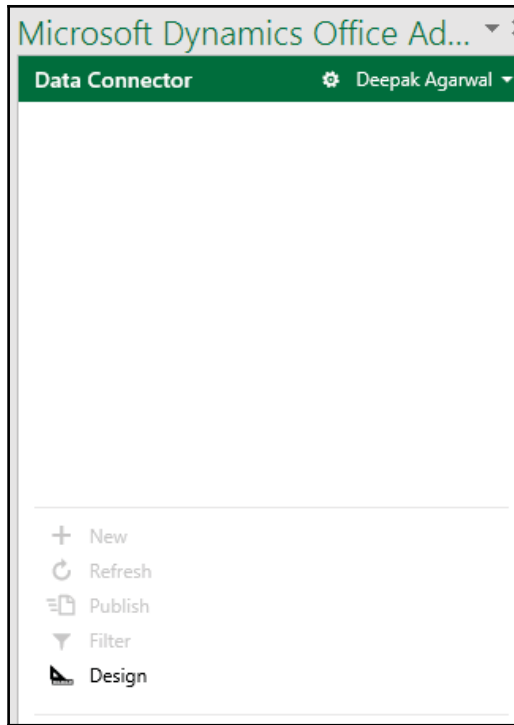 Microsoft Dynamics Office Ad...
Data Connector Deepak Agarwal
New
Refresh
Publish
Filter
Design